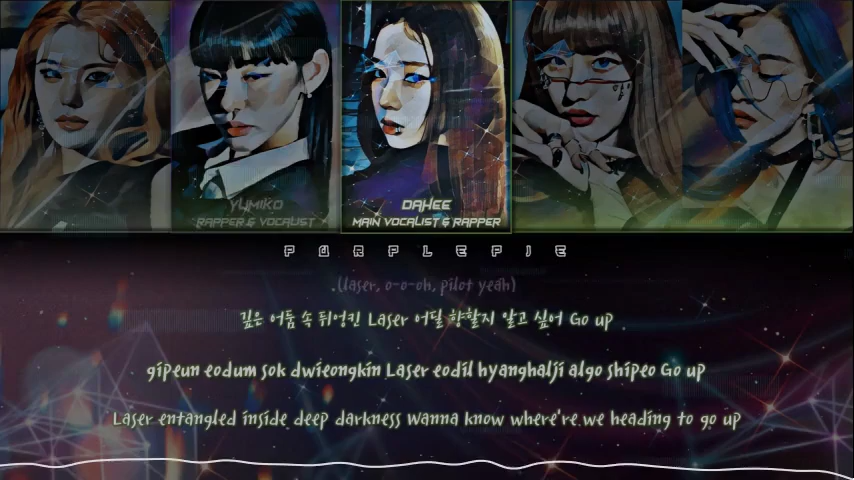 YUMIKO
RAPPER & VOCALIST
DAHEE
MAIN VOCALIST & RAPPER
PURPLEPIE
(laser, o-o-oh, pilot yeah)
깊은 어둠 속 뒤엉킨 Laser 어딜 향할지 알고 싶어 Go up
gipeun eodum sok dwieongkin Laser eodil hyanghalji algo shipeo Go up
Laser entangled inside deep darkness Wanna know where're we heading to go up